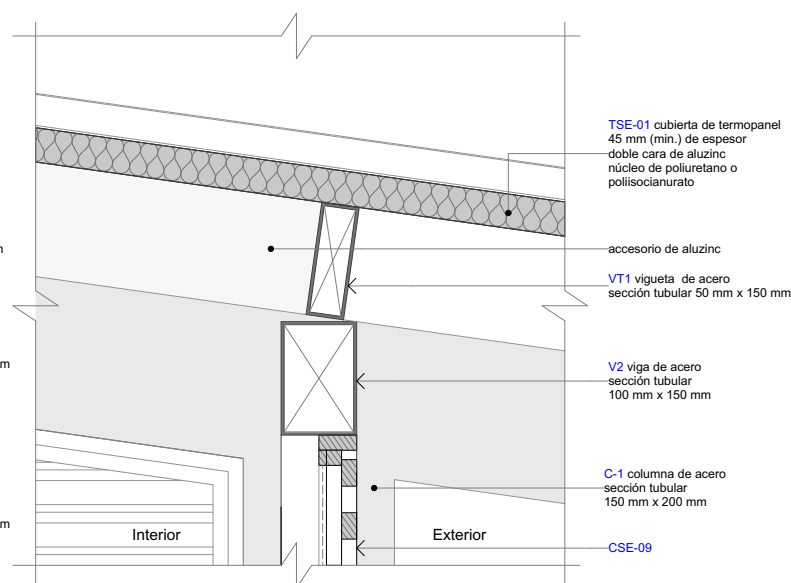 TSE-01 cubierta de termopanel
45 mm (min.) de espesor
doble cara de aluzinc
núcleo de poliuretano o
poliisocianurato
accesorio de aluzinc
VT1 vigueta de acero
sección tubular 50 mm x 150 mm
V2 viga de acero
sección tubular
100 mm x 150 mm
C-1 columna de acero
sección tubular
150 mm x 200 mm
Interior
Exterior
CSE-09